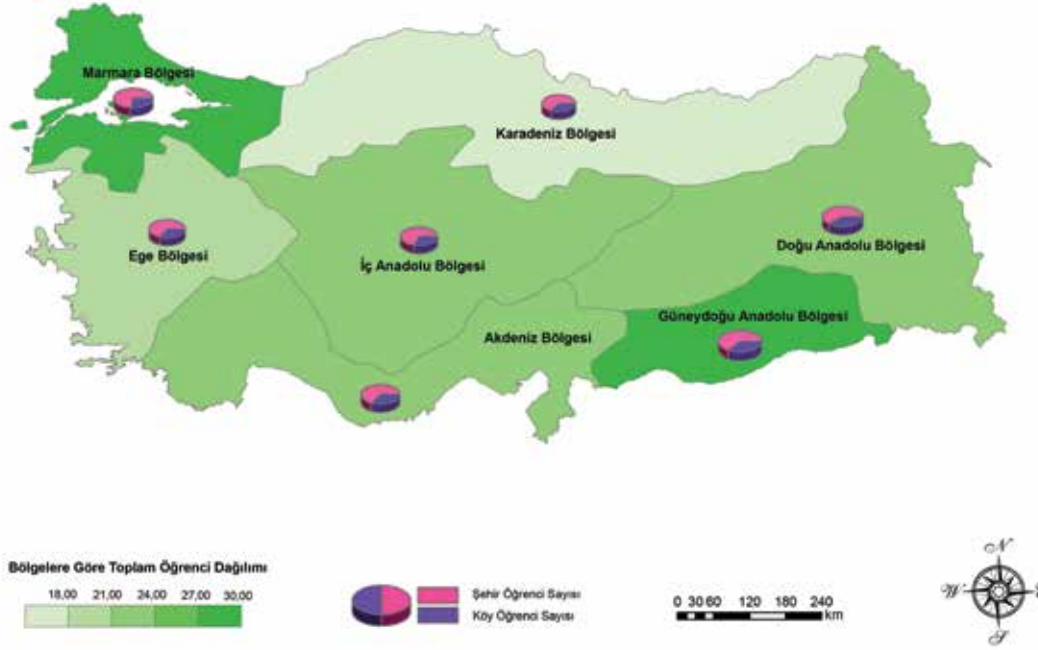 Marmara Bölgesi
Karadeniz Bölgesi
Ege Bölgesi
İç Anadolu Bölgesi
Doğu Anadolu Bölgesi
Güneydoğu Anadolu Bölgesi
Akdeniz Bölgesi
Bölgelere Göre Toplam Öğrenci Dağılımı
18,00 21,00 24,00 27,00 30,00
Şehir Öğrenci Sayısı
Köy Öğrenci Sayısı
0 30 60 120 180 240
km
N
W
S